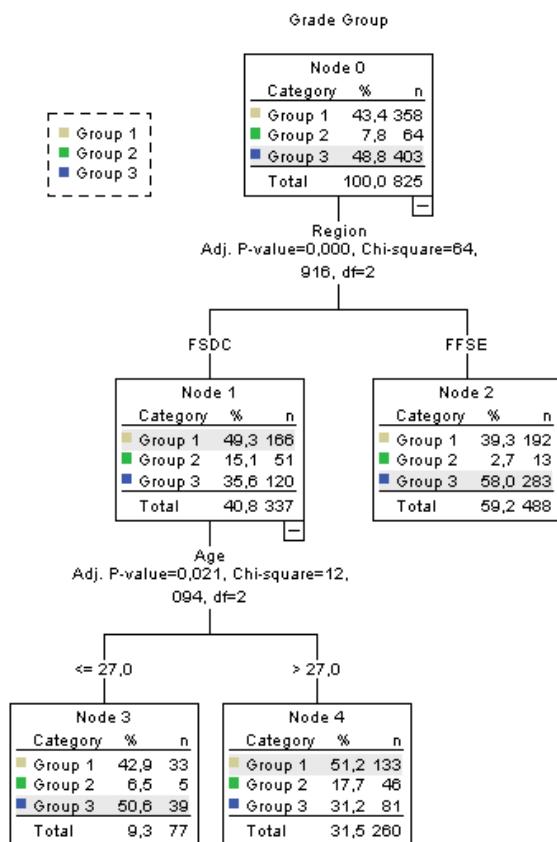 Grade Group
Group 1
Group 2
Group 3
Node 0
Category % n
Group 1 43,4 358
Group 2 7,8 64
Group 3 48,8 403
Total 100,0 825
Region
Adj. P-value=0,000, Chi-square=64,
916, df=2
FSDC
FFSE
Node 1
Category % n
Group 1 49,3 166
Group 2 15,1 51
Group 3 35,6 120
Total 40,8 337
Node 2
Category % n
Group 1 39,3 192
Group 2 2,7 13
Group 3 58,0 283
Total 59,2 488
Age
Adj. P-value=0,021, Chi-square=12,
094, df=2
<= 27,0
> 27,0
Node 3
Category % n
Group 1 42,9 33
Group 2 6,5 5
Group 3 50,6 39
Total 9,3 77
Node 4
Category % n
Group 1 51,2 133
Group 2 17,7 46
Group 3 31,2 81
Total 31,5 260